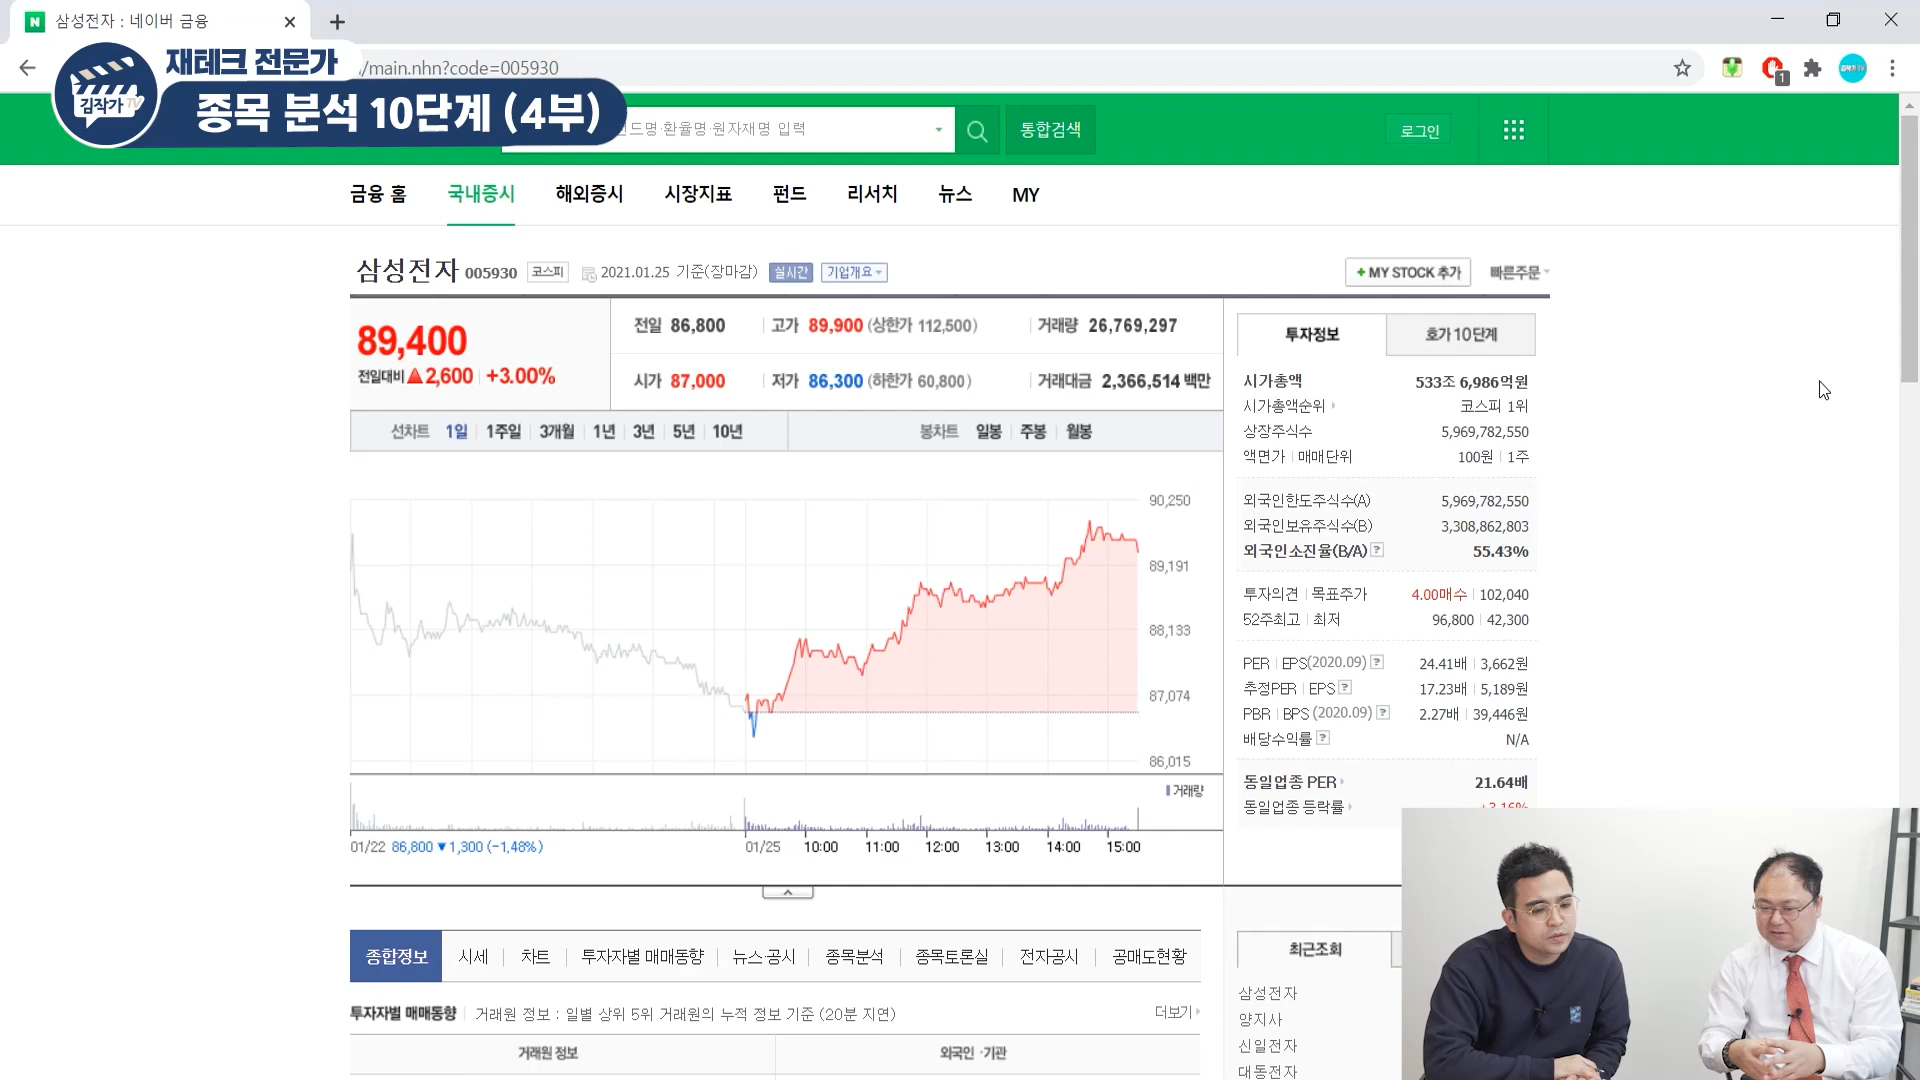 삼성전자 : 네이버 금융
재테크 전문가
/main.nhn?code=005930
1
김작가 TV
종목 분석 10단계 (4부)
드명·환율명·원자재명 입력
통합검색
로그인
금융 홈 국내증시 해외증시 시장지표 펀드 리서치 뉴스 MY
삼성전자 005930 코스피 2021.01.25 기준(장마감) 실시간 기업개요
+ MY STOCK 추가 빠른주문
89,400
전일대비 ▲2,600 +3.00%
전일 86,800 고가 89,900 (상한가 112,500) 거래량 26,769,297
시가 87,000 저가 86,300 (하한가 60,800) 거래대금 2,366,514 백만
선차트 1일 1주일 3개월 1년 3년 5년 10년 봉차트 일봉 주봉 월봉
90,250
89,191
88,133
87,074
86,015
거래량
01/22 86,800 ▼1,300 (-1.48%) 01/25 10:00 11:00 12:00 13:00 14:00 15:00
투자정보 호가 10단계
시가총액 533조 6,986억원
시가총액순위 코스피 1위
상장주식수 5,969,782,550
액면가 | 매매단위 100원 | 1주
외국인한도주식수(A) 5,969,782,550
외국인보유주식수(B) 3,308,862,803
외국인소진율(B/A) ? 55.43%
투자의견 | 목표주가 4.00매수 | 102,040
52주최고 | 최저 96,800 | 42,300
PER | EPS(2020.09) ? 24.41배 | 3,662원
추정PER | EPS ? 17.23배 | 5,189원
PBR | BPS (2020.09) ? 2.27배 | 39,446원
배당수익률 ? N/A
동일업종 PER 21.64배
동일업종 등락률 +3.16%
종합정보 시세 차트 투자자별 매매동향 뉴스·공시 종목분석 종목토론실 전자공시 공매도현황
투자자별 매매동향 거래원 정보 : 일별 상위 5위 거래원의 누적 정보 기준 (20분 지연) 더보기
거래원 정보 외국인·기관
최근조회
삼성전자
양지사
신일전자
대동전자